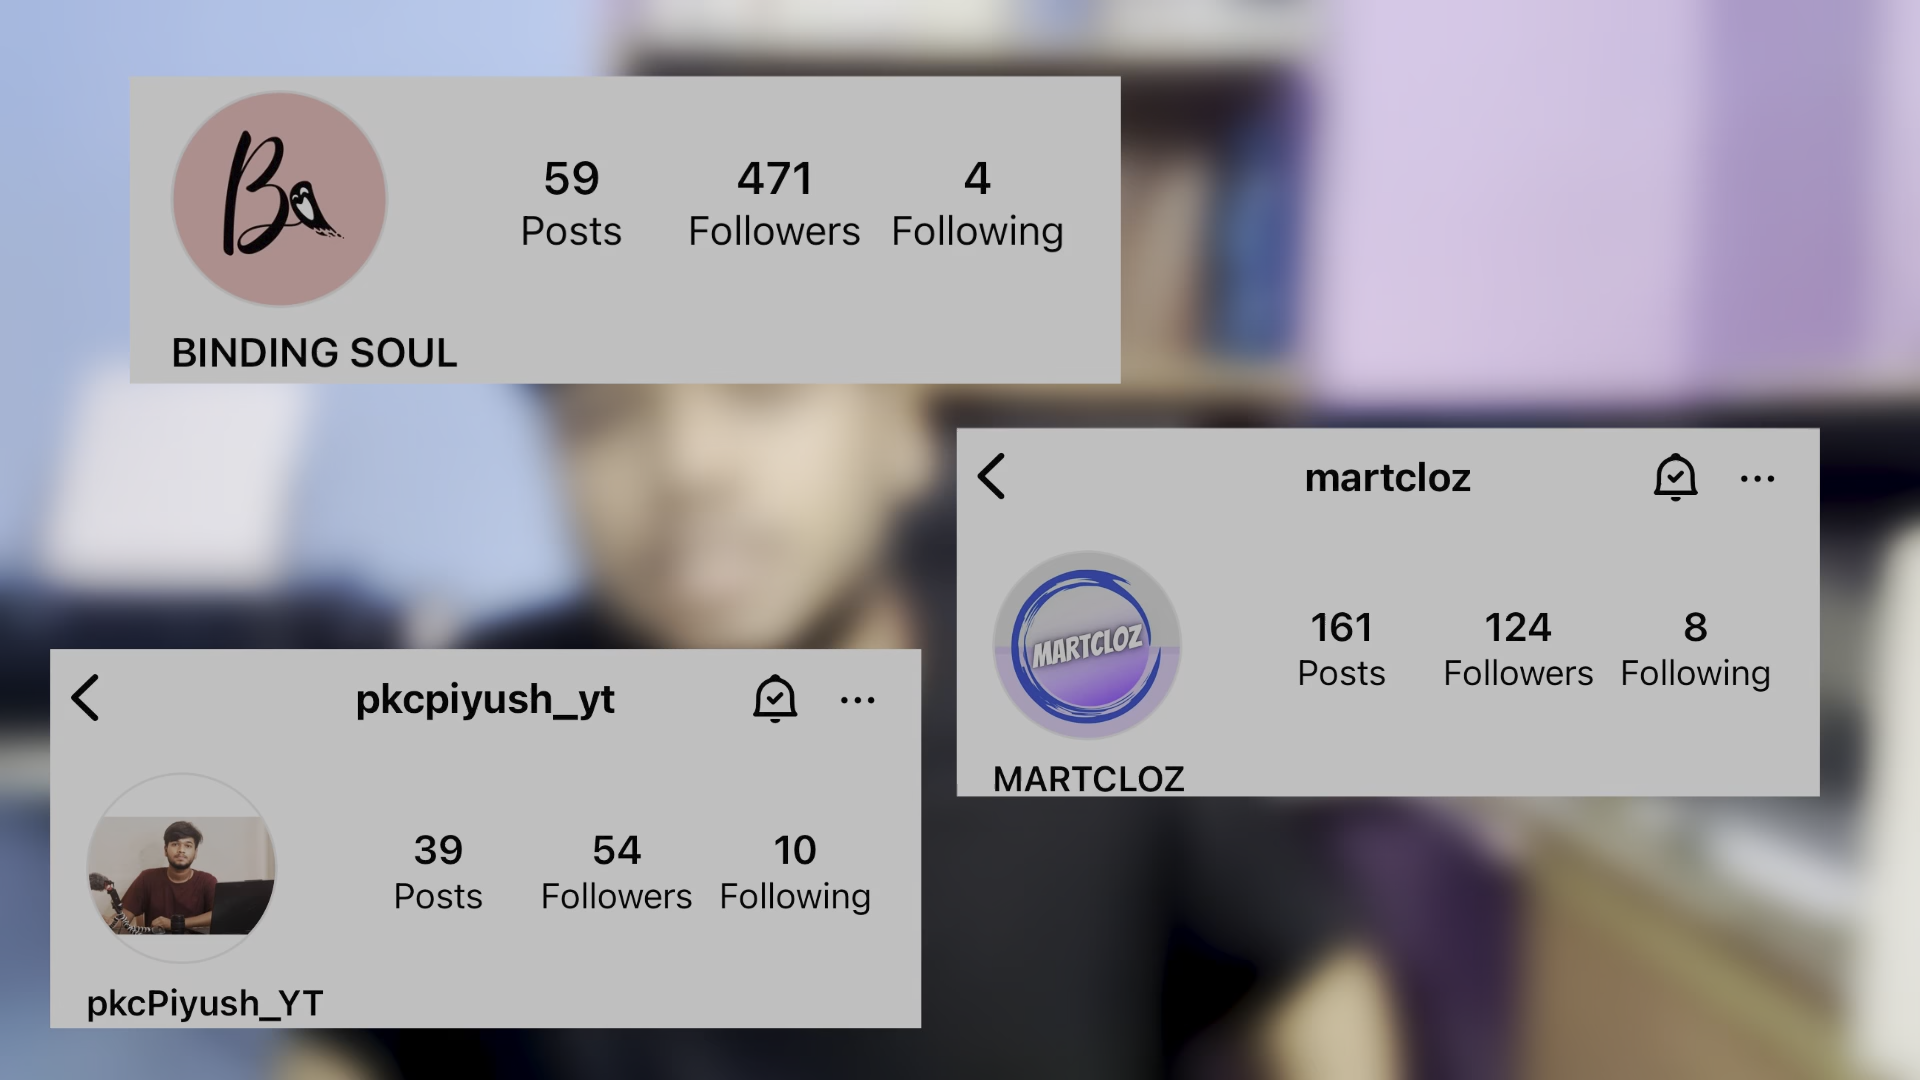 Ba
59 471 4
Posts Followers Following
BINDING SOUL
martcloz
MARTCLOZ
161 124 8
Posts Followers Following
MARTCLOZ
pkcpiyush_yt
39 54 10
Posts Followers Following
pkcPiyush_YT